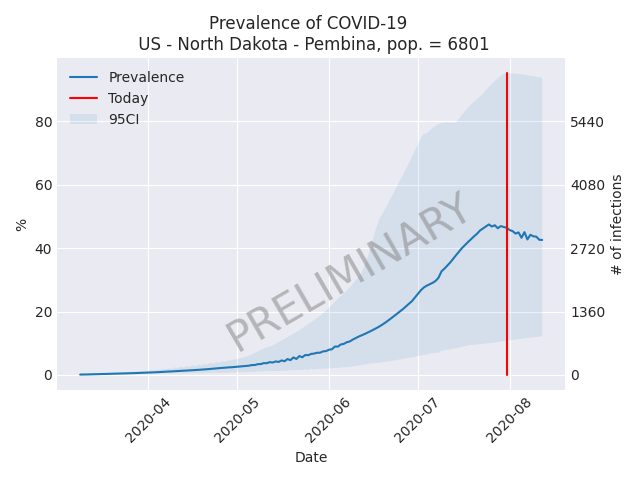 Prevalence of COVID-19
US - North Dakota - Pembina, pop. = 6801
Prevalence
Today
95CI
%
80
60
40
20
0
5440
4080
2720
1360
0
# of infections
PRELIMINARY
2020-04
2020-05
2020-06
2020-07
2020-08
Date